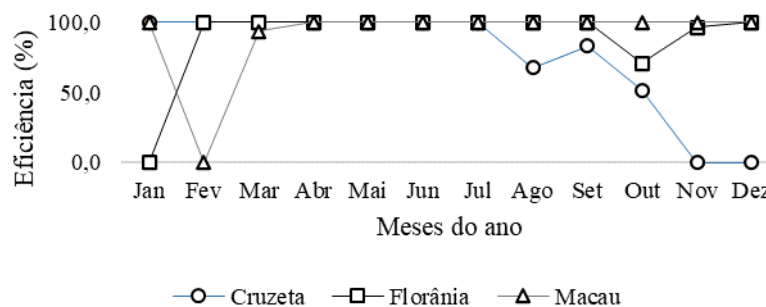 100,0
50,0
0,0
Eficiência (%)
Jan Fev Mar Abr Mai Jun Jul Ago Set Out Nov Dez
Meses do ano
Cruzeta Florânia Macau